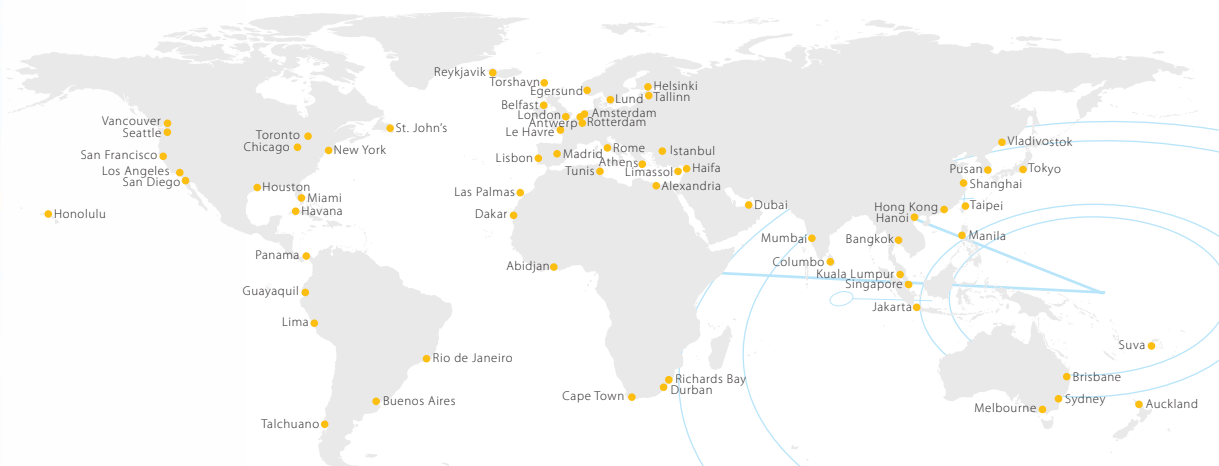 Reykjavik
Torshavn
Egersund
Helsinki
Tallinn
Lund
Belfast
London
Amsterdam
Antwerp
Rotterdam
Le Havre
Vancouver
Seattle
Toronto
Chicago
New York
St. John's
San Francisco
Los Angeles
San Diego
Houston
Miami
Havana
Honolulu
Lisbon
Madrid
Rome
Istanbul
Athens
Tunis
Limassol
Haifa
Alexandria
Las Palmas
Dakar
Dubai
Vladivostok
Pusan
Tokyo
Shanghai
Hong Kong
Taipei
Hanoi
Mumbai
Bangkok
Manila
Columbo
Kuala Lumpur
Singapore
Jakarta
Panama
Abidjan
Guayaquil
Lima
Rio de Janeiro
Buenos Aires
Talchuano
Richards Bay
Durban
Cape Town
Suva
Brisbane
Sydney
Melbourne
Auckland